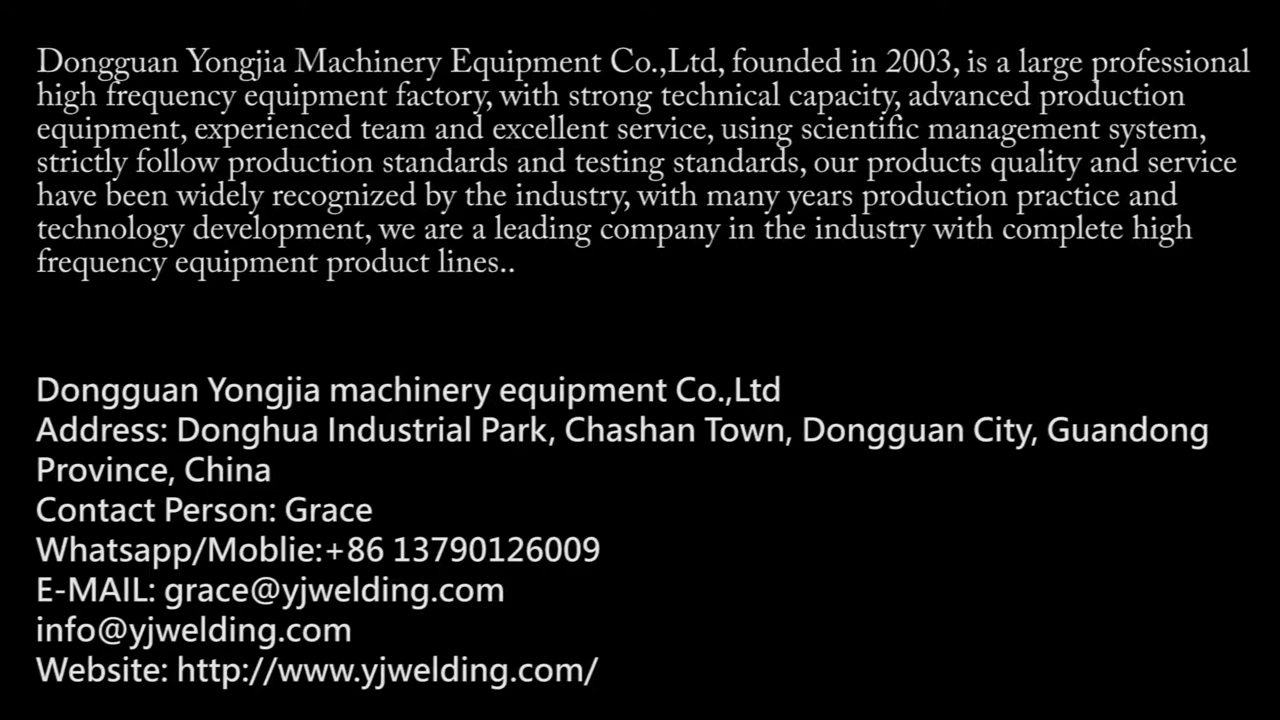 Dongguan Yongjia Machinery Equipment Co.,Ltd, founded in 2003, is a large professional
high frequency equipment factory, with strong technical capacity, advanced production
equipment, experienced team and excellent service, using scientific management system,
strictly follow production standards and testing standards, our products quality and service
have been widely recognized by the industry, with many years production practice and
technology development, we are a leading company in the industry with complete high
frequency equipment product lines..
Dongguan Yongjia machinery equipment Co.,Ltd
Address: Donghua Industrial Park, Chashan Town, Dongguan City, Guandong
Province, China
Contact Person: Grace
Whatsapp/Moblie:+86 13790126009
E-MAIL: grace@yjwelding.com
info@yjwelding.com
Website: http://www.yjwelding.com/